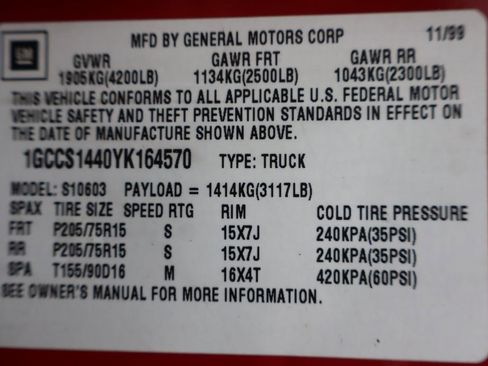 GM
MFD BY GENERAL MOTORS CORP 11/99
GVWR GAWR FRT GAWR RR
1905KG(4200LB) 1134KG(2500LB) 1043KG(2300LB)
THIS VEHICLE CONFORMS TO ALL APPLICABLE U.S. FEDERAL MOTOR
VEHICLE SAFETY AND THEFT PREVENTION STANDARDS IN EFFECT ON
THE DATE OF MANUFACTURE SHOWN ABOVE.
1GCCS1440YK164570 TYPE: TRUCK
MODEL: S10603 PAYLOAD = 1414KG(3117LB)
SPAX TIRE SIZE SPEED RTG RIM COLD TIRE PRESSURE
FRT P205/75R15 S 15X7J 240KPA(35PSI)
RR P205/75R15 S 15X7J 240KPA(35PSI)
SPA T155/90D16 M 16X4T 420KPA(60PSI)
SEE OWNER'S MANUAL FOR MORE INFORMATION.